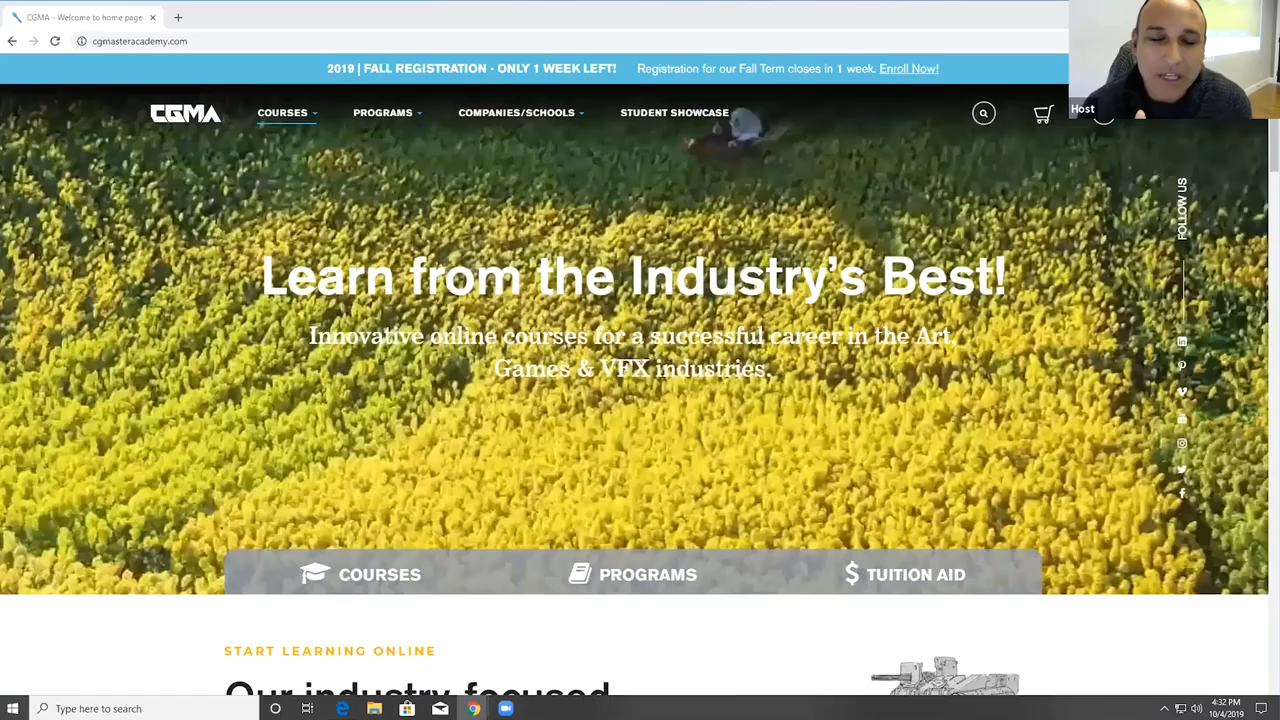 CGMA - Welcome to home page
cgmasteracademy.com
2019 | FALL REGISTRATION - ONLY 1 WEEK LEFT! Registration for our Fall Term closes in 1 week. Enroll Now!
Host
CGMA COURSES PROGRAMS COMPANIES/SCHOOLS STUDENT SHOWCASE
FOLLOW US
Learn from the Industry's Best!
Innovative online courses for a successful career in the Art,
Games & VFX industries.
COURSES PROGRAMS TUITION AID
START LEARNING ONLINE
Our industry-focused
Type here to search
4:32 PM
10/4/2019